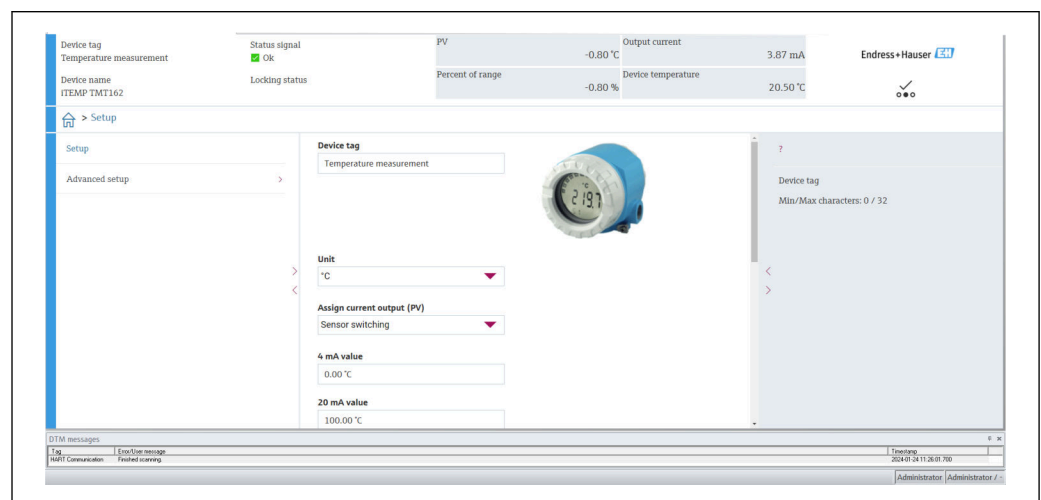 Device tag
Temperature measurement
Status signal
Ok
PV
-0.80 °C
Output current
3.87 mA
Endress+Hauser EH
Device name
iTEMP TMT162
Locking status
Percent of range
-0.80 %
Device temperature
20.50 °C
> Setup
Setup
Advanced setup >
Device tag
Temperature measurement
°C
219.7
Unit
°C
Assign current output (PV)
Sensor switching
4 mA value
0.00 °C
20 mA value
100.00 °C
?
Device tag
Min/Max characters: 0 / 32
DTM messages
Tag Error/User message Timestamp
HART Communication Finished scanning. 2024-01-24 11:26:01.700
Administrator Administrator / -